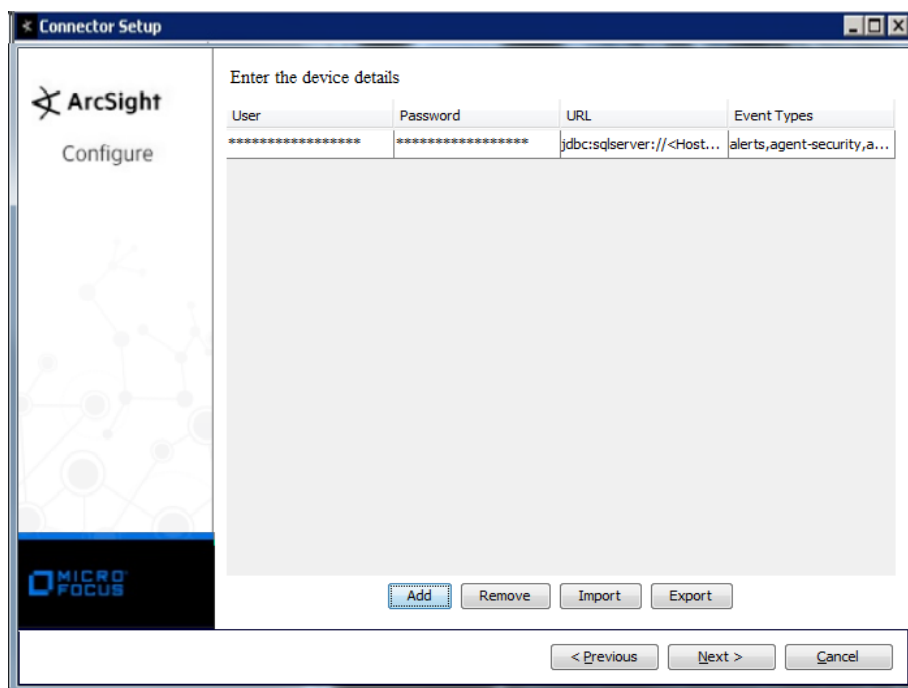 Connector Setup
ArcSight
Configure
Enter the device details
User Password URL Event Types
***************** ***************** jdbc:sqlserver://<Host... alerts,agent-security,a...
MICRO
FOCUS
Add Remove Import Export
< Previous Next > Cancel